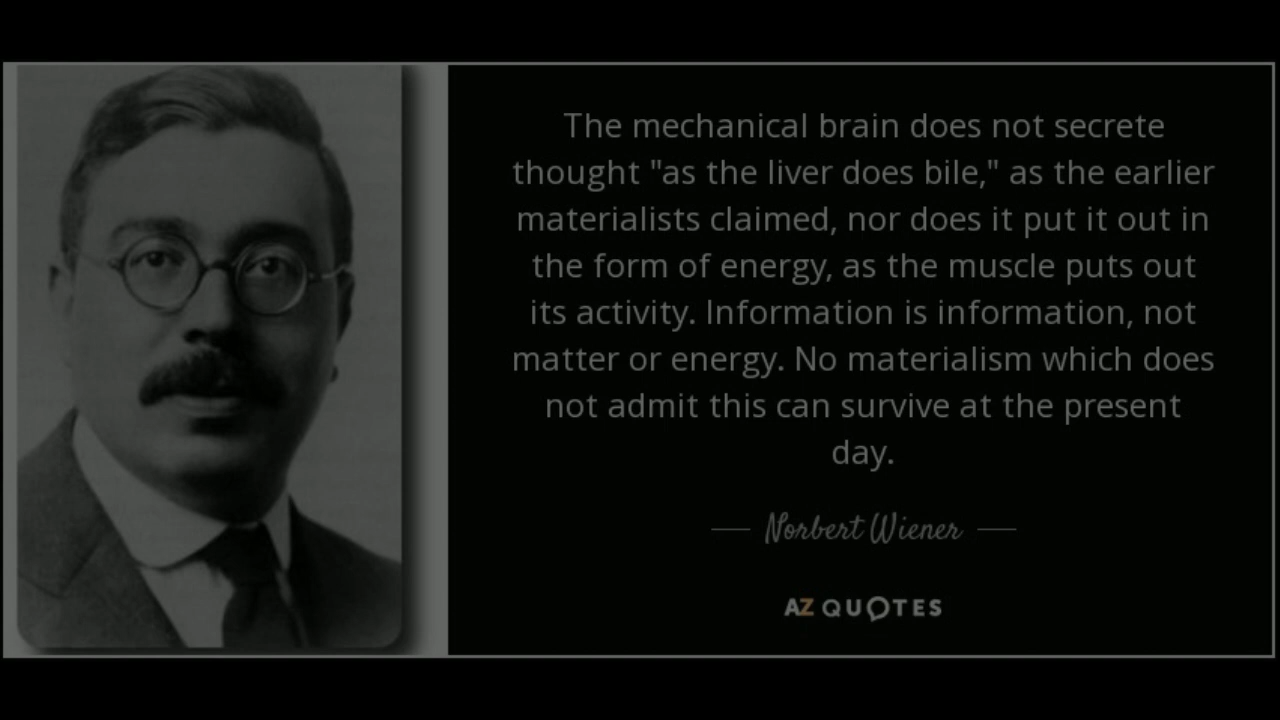 The mechanical brain does not secrete
thought "as the liver does bile," as the earlier
materialists claimed, nor does it put it out in
the form of energy, as the muscle puts out
its activity. Information is information, not
matter or energy. No materialism which does
not admit this can survive at the present
day.
Norbert Wiener
AZ QUOTES